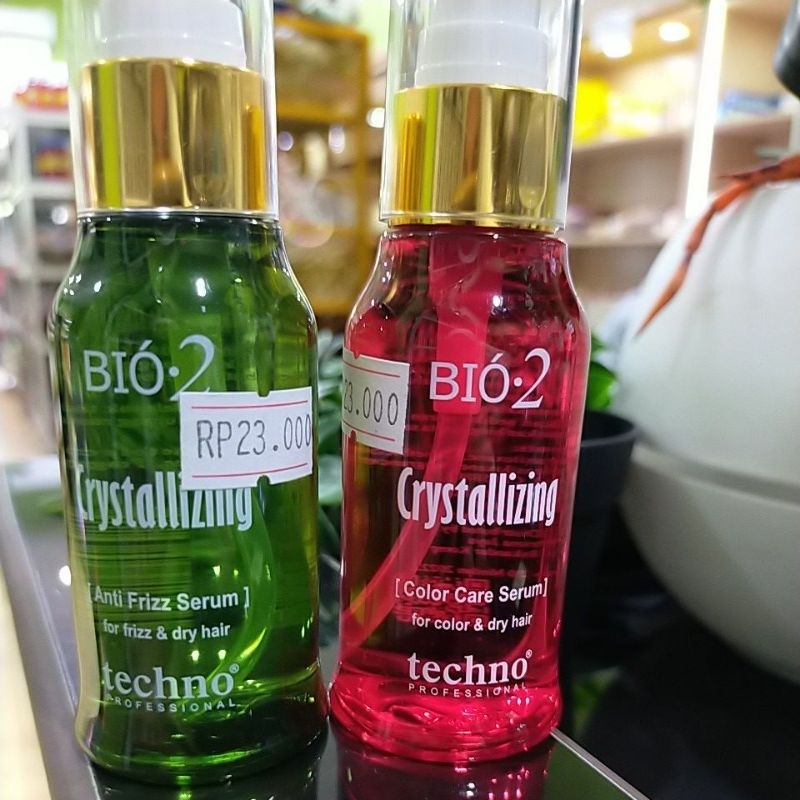 BIÓ·2
RP23.000
Crystallizing
[Anti Frizz Serum]
for frizz & dry hair
techno®
PROFESSIONAL
BIÓ·2
23.000
Crystallizing
[Color Care Serum]
for color & dry hair
techno®
PROFESSIONAL